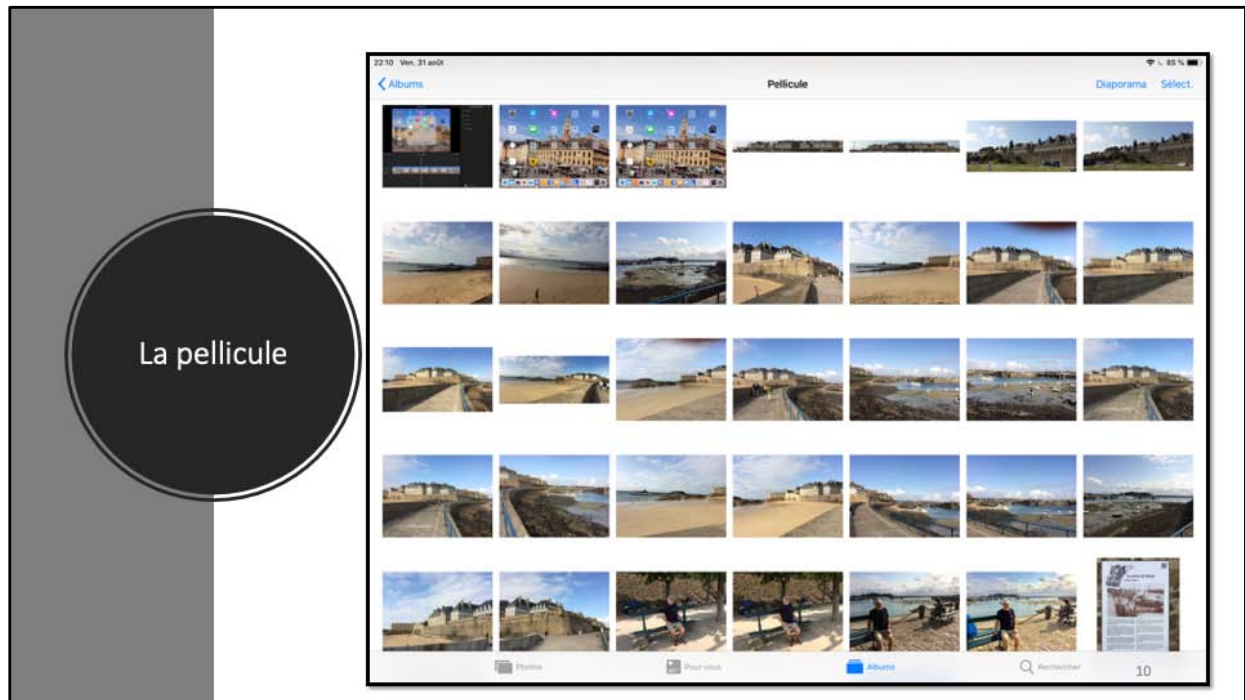 La pellicule
22:10 Ven. 31 août
85 %
Albums
Pellicule
Diaporama Sélect.
Photos
Pour vous
Albums
Rechercher
10